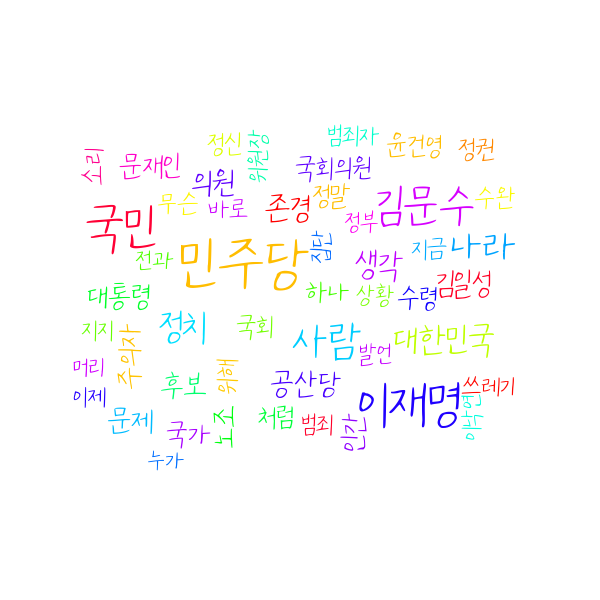 소리
문재인
정신
위원장
범죄자
윤건영
정권
의원
국회의원
국민
무슨
바로
존경
정말
정부
김문수
수완
전과
민주당
집단
생각
지금
나라
대통령
하나
상황
수령
김일성
지지
주의자
정치
국회
사람
발언
대한민국
머리
이제
후보
위해
공산당
이재명
쓰레기
문제
국가
노조
처럼
범죄
인간
누가